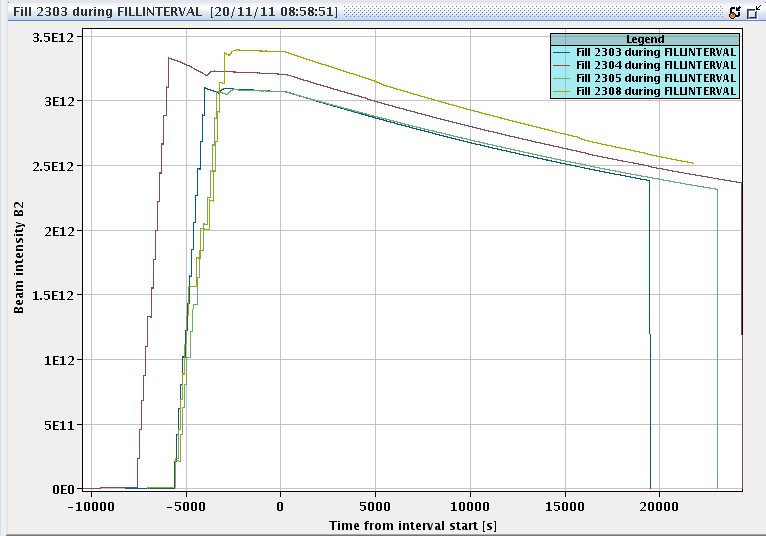 Fill 2303 during FILLINTERVAL [20/11/11 08:58:51]
Legend
Fill 2303 during FILLINTERVAL
Fill 2304 during FILLINTERVAL
Fill 2305 during FILLINTERVAL
Fill 2308 during FILLINTERVAL
Beam intensity B2
3.5E12
3E12
2.5E12
2E12
1.5E12
1E12
5E11
0E0
-10000 -5000 0 5000 10000 15000 20000
Time from interval start [s]